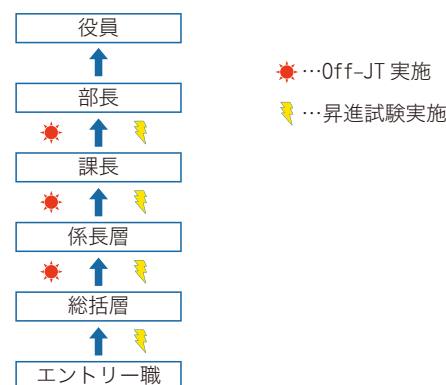 役員
…Off-JT 実施
部長
…昇進試験実施
課長
係長層
総括層
エントリー職